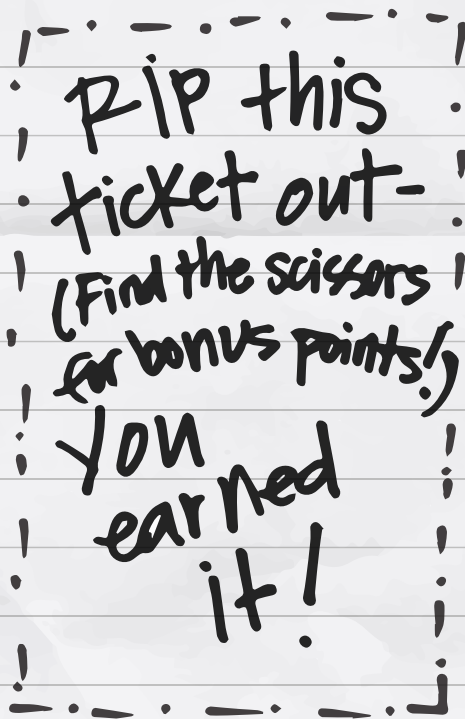 Rip this
ticket out-
(Find the scissors
for bonus points!)
You
earned
it!